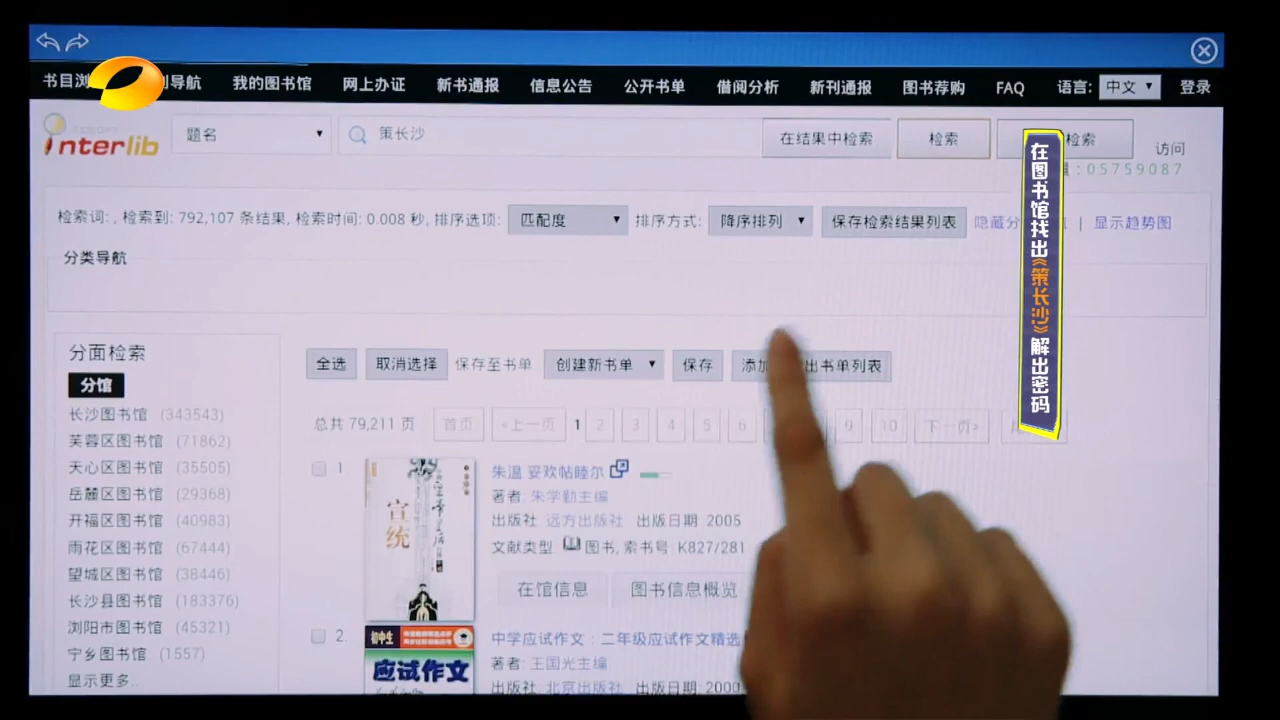 书目浏 导航 我的图书馆 网上办证 新书通报 信息公告 公开书单 借阅分析 新刊通报 图书荐购 FAQ 语言: 中文 登录
interlib 题名 策长沙 在结果中检索 检索 检索 访问
: 05759087
检索词: , 检索到: 792,107 条结果, 检索时间: 0.008 秒, 排序选项: 匹配度 排序方式: 降序排列 保存检索结果列表 隐藏分 | 显示趋势图
分类导航
在图书馆找出《策长沙》解出密码
分面检索
分馆
长沙图书馆 (343543)
芙蓉区图书馆 (71862)
天心区图书馆 (35505)
岳麓区图书馆 (29368)
开福区图书馆 (40983)
雨花区图书馆 (67444)
望城区图书馆 (38446)
长沙县图书馆 (183376)
浏阳市图书馆 (45321)
宁乡图书馆 (1557)
显示更多..
全选 取消选择 保存至书单 创建新书单 保存 添加 出书单列表
总共 79,211 页 首页 «上一页 1 2 3 4 5 6 9 10 下一页»
1 朱温 妥欢帖睦尔
著者: 朱学勤主编
出版社 远方出版社 出版日期 2005
文献类型 图书, 索书号 K827/281
在馆信息 图书信息概览
宣统
2. 中学应试作文：二年级应试作文精选
著者: 王国光主编
出版社 北京出版社 出版日期: 2000
初中生
应试作文